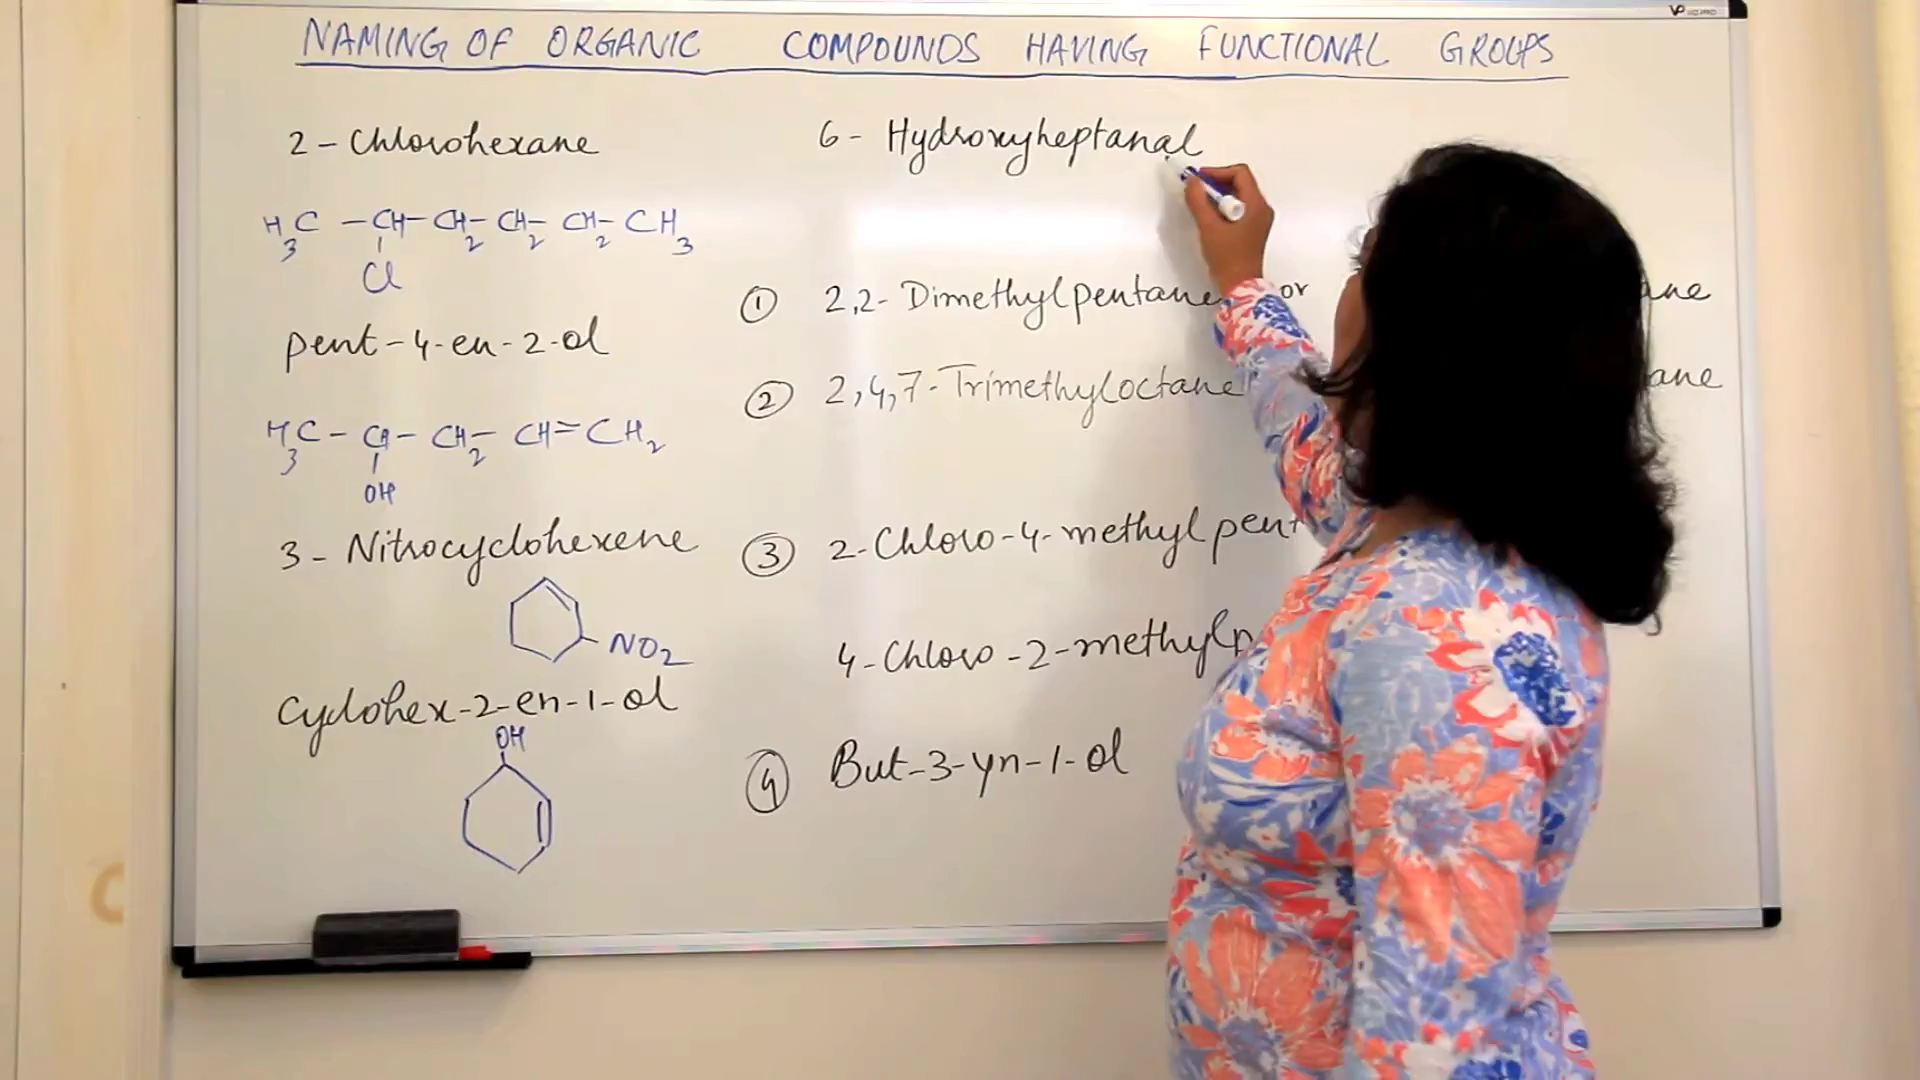 NAMING OF ORGANIC COMPOUNDS HAVING FUNCTIONAL GROUPS
2-Chlorohexane
H3C-CH-CH2-CH2-CH2-CH3
Cl
pent-4-en-2-ol
H3C-CH-CH2-CH=CH2
OH
3-Nitrocyclohexene
NO2
Cyclohex-2-en-1-ol
OH
6-Hydroxyheptanal
① 2,2-Dimethylpentane or ane
② 2,4,7-Trimethyloctane ane
③ 2-Chloro-4-methylpent
4-Chloro-2-methylp
④ But-3-yn-1-ol